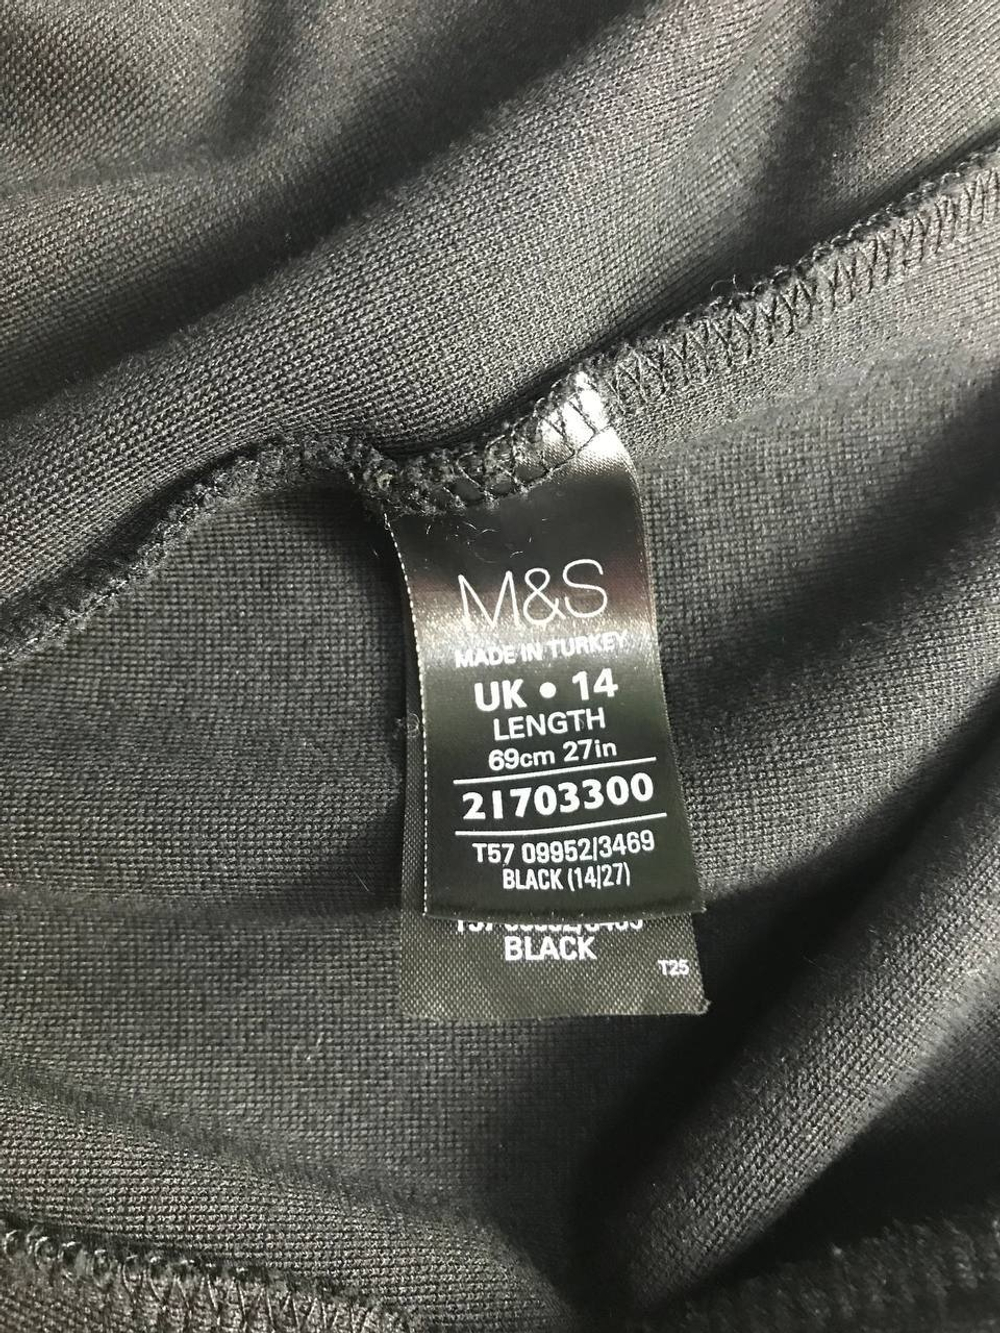 M&S
MADE IN TURKEY
UK • 14
LENGTH
69cm 27in
21703300
T57 09952/3469
BLACK (14/27)
BLACK
T25